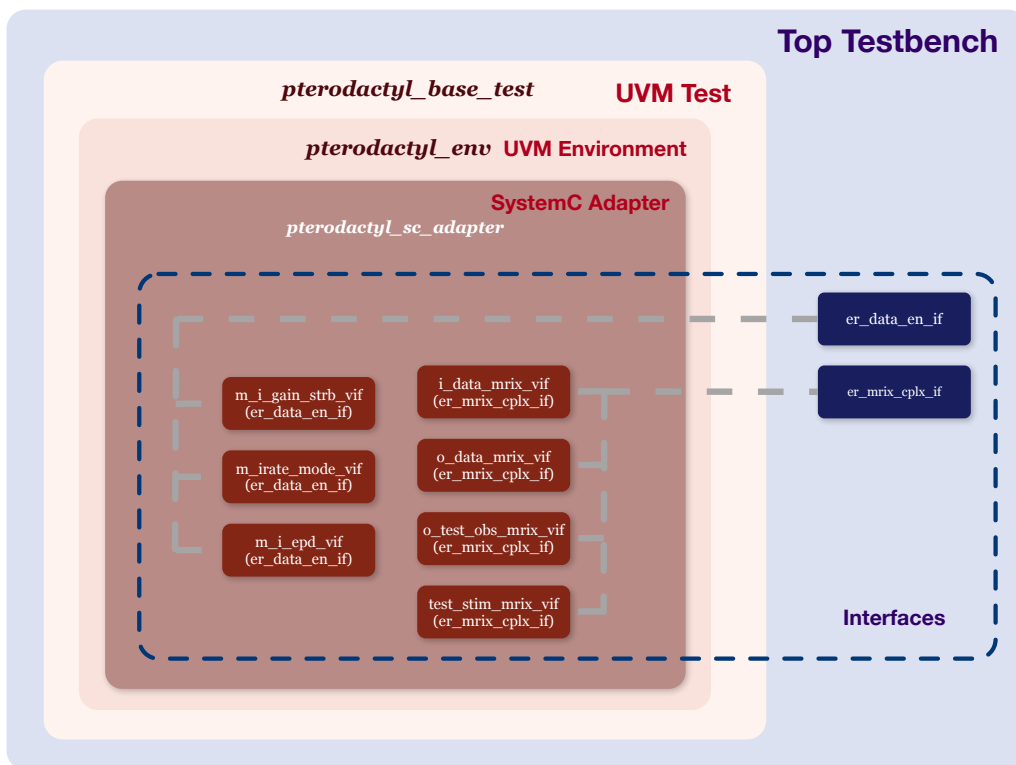 Top Testbench
pterodactyl_base_test
UVM Test
pterodactyl_env
UVM Environment
SystemC Adapter
pterodactyl_sc_adapter
er_data_en_if
er_mrix_cplx_if
m_i_gain_strb_vif
(er_data_en_if)
m_irate_mode_vif
(er_data_en_if)
m_i_epd_vif
(er_data_en_if)
i_data_mrix_vif
(er_mrix_cplx_if)
o_data_mrix_vif
(er_mrix_cplx_if)
o_test_obs_mrix_vif
(er_mrix_cplx_if)
test_stim_mrix_vif
(er_mrix_cplx_if)
Interfaces